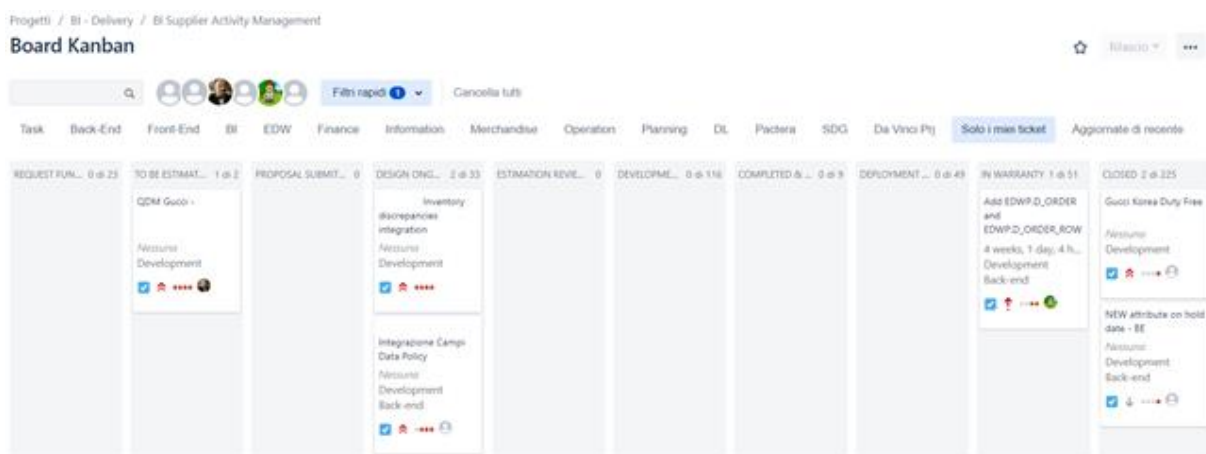 Progetti / BI - Delivery / BI Supplier Activity Management
Board Kanban
Rilascio
Filtri rapidi 1
Cancella tutti
Task Back-End Front-End BI EDW Finance Information Merchandise Operation Planning DL Pactera SDG Da Vinci Prj Solo i miei ticket Aggiornate di recente
REQUEST FUN... 0 di 23 TO BE ESTIMAT... 1 di 2 PROPOSAL SUBMIT... 0 DESIGN ONG... 2 di 33 ESTIMATION REVIE... 0 DEVELOPME... 0 di 116 COMPLETED & ... 0 di 9 DEPLOYMENT ... 0 di 49 IN WARRANTY 1 di 51 CLOSED 2 di 225
QDM Gucci -
Nessuno
Development
Inventory
discrepancies
integration
Nessuno
Development
Integrazione Campi
Data Policy
Nessuno
Development
Back-end
Add EDWP.D_ORDER
and
EDWP.D_ORDER_ROW
4 weeks, 1 day, 4 h...
Development
Back-end
Gucci Korea Duty Free
Nessuno
Development
NEW attribute on hold
date - BE
Nessuno
Development
Back-end